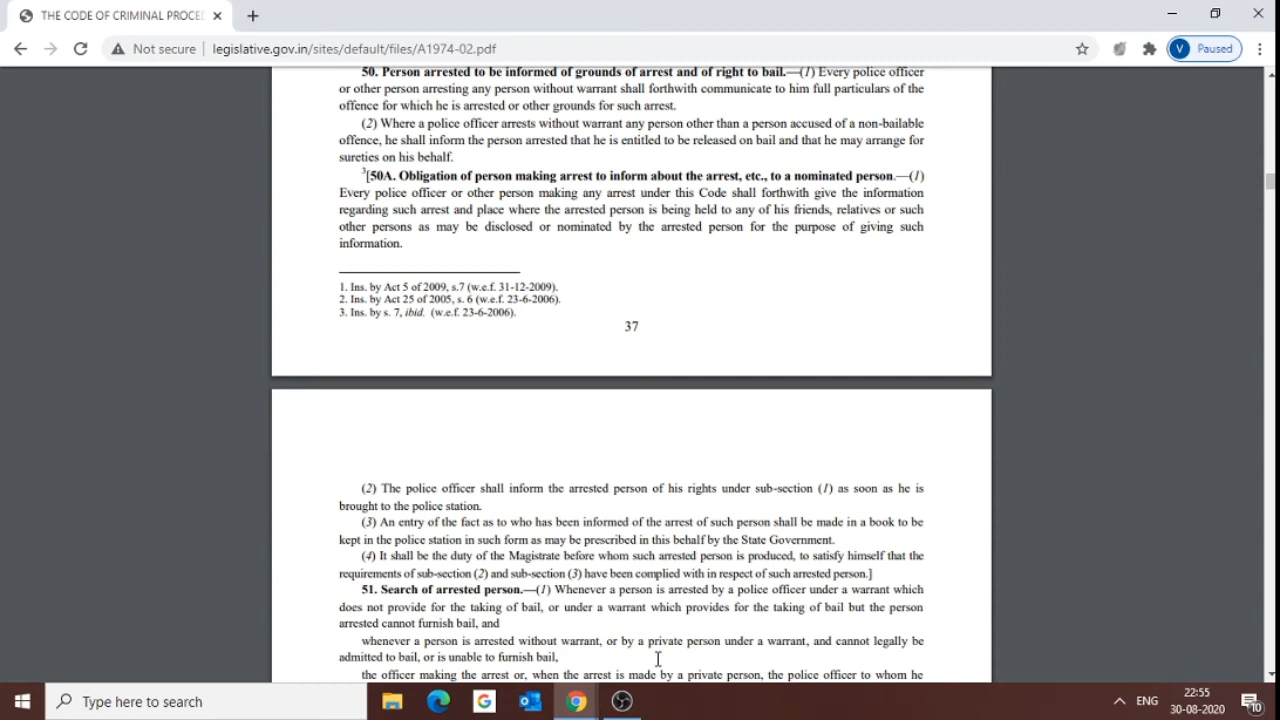 THE CODE OF CRIMINAL PROCE
Not secure
legislative.gov.in/sites/default/files/A1974-02.pdf
V Paused
50. Person arrested to be informed of grounds of arrest and of right to bail.—(1) Every police officer
or other person arresting any person without warrant shall forthwith communicate to him full particulars of the
offence for which he is arrested or other grounds for such arrest.
(2) Where a police officer arrests without warrant any person other than a person accused of a non-bailable
offence, he shall inform the person arrested that he is entitled to be released on bail and that he may arrange for
sureties on his behalf.
3[50A. Obligation of person making arrest to inform about the arrest, etc., to a nominated person.—(1)
Every police officer or other person making any arrest under this Code shall forthwith give the information
regarding such arrest and place where the arrested person is being held to any of his friends, relatives or such
other persons as may be disclosed or nominated by the arrested person for the purpose of giving such
information.
1. Ins. by Act 5 of 2009, s.7 (w.e.f. 31-12-2009).
2. Ins. by Act 25 of 2005, s. 6 (w.e.f. 23-6-2006).
3. Ins. by s. 7, ibid. (w.e.f. 23-6-2006).
37
(2) The police officer shall inform the arrested person of his rights under sub-section (1) as soon as he is
brought to the police station.
(3) An entry of the fact as to who has been informed of the arrest of such person shall be made in a book to be
kept in the police station in such form as may be prescribed in this behalf by the State Government.
(4) It shall be the duty of the Magistrate before whom such arrested person is produced, to satisfy himself that the
requirements of sub-section (2) and sub-section (3) have been complied with in respect of such arrested person.]
51. Search of arrested person.—(1) Whenever a person is arrested by a police officer under a warrant which
does not provide for the taking of bail, or under a warrant which provides for the taking of bail but the person
arrested cannot furnish bail, and
whenever a person is arrested without warrant, or by a private person under a warrant, and cannot legally be
admitted to bail, or is unable to furnish bail,
the officer making the arrest or, when the arrest is made by a private person, the police officer to whom he
Type here to search
G
ENG
22:55
30-08-2020
10